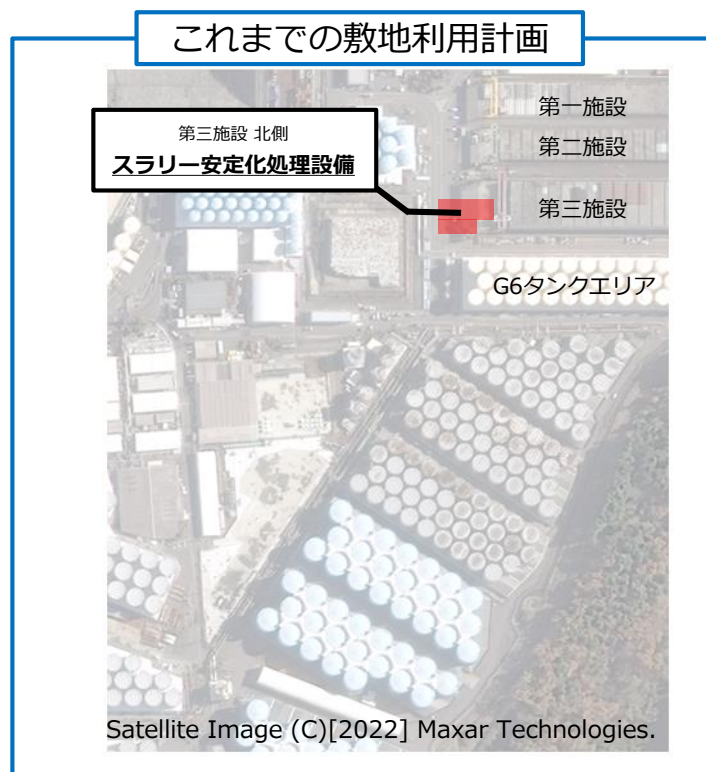 これまでの敷地利用計画
第三施設 北側
スラリー安定化処理設備
第一施設
第二施設
第三施設
G6タンクエリア
Satellite Image (C)[2022] Maxar Technologies.